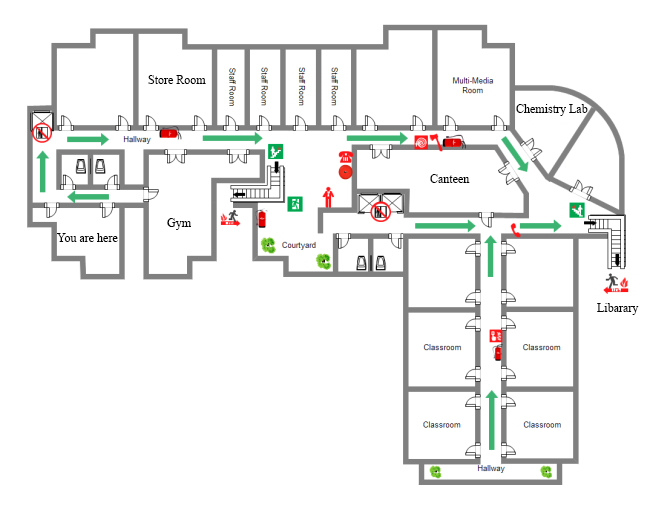 Store Room
Staff Room
Staff Room
Staff Room
Staff Room
Multi-Media
Room
Chemistry Lab
Hallway
Canteen
You are here
Gym
Courtyard
Libarary
Classroom
Classroom
Classroom
Classroom
Hallway